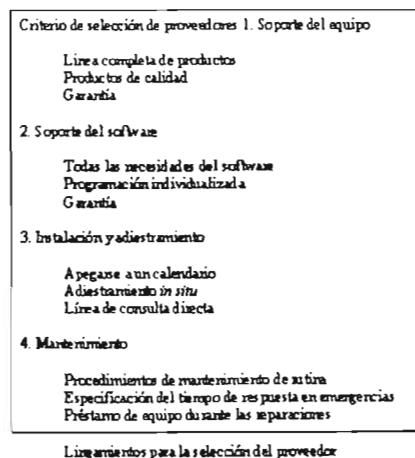 Criterio de selección de proveedores 1. Soporte del equipo
Linea completa de productos
Productos de calidad
Garantía
2. Soporte del software
Todas las necesidades del software
Programación individualizada
Garantía
3. Instalación y adiestramiento
Apegarse a un calendario
Adiestramiento in situ
Línea de consulta directa
4. Mantenimiento
Procedimientos de mantenimiento de rutina
Especificación del tiempo de respuesta en emergencias
Préstamo de equipo durante las reparaciones
Lineamientos para la selección del proveedor